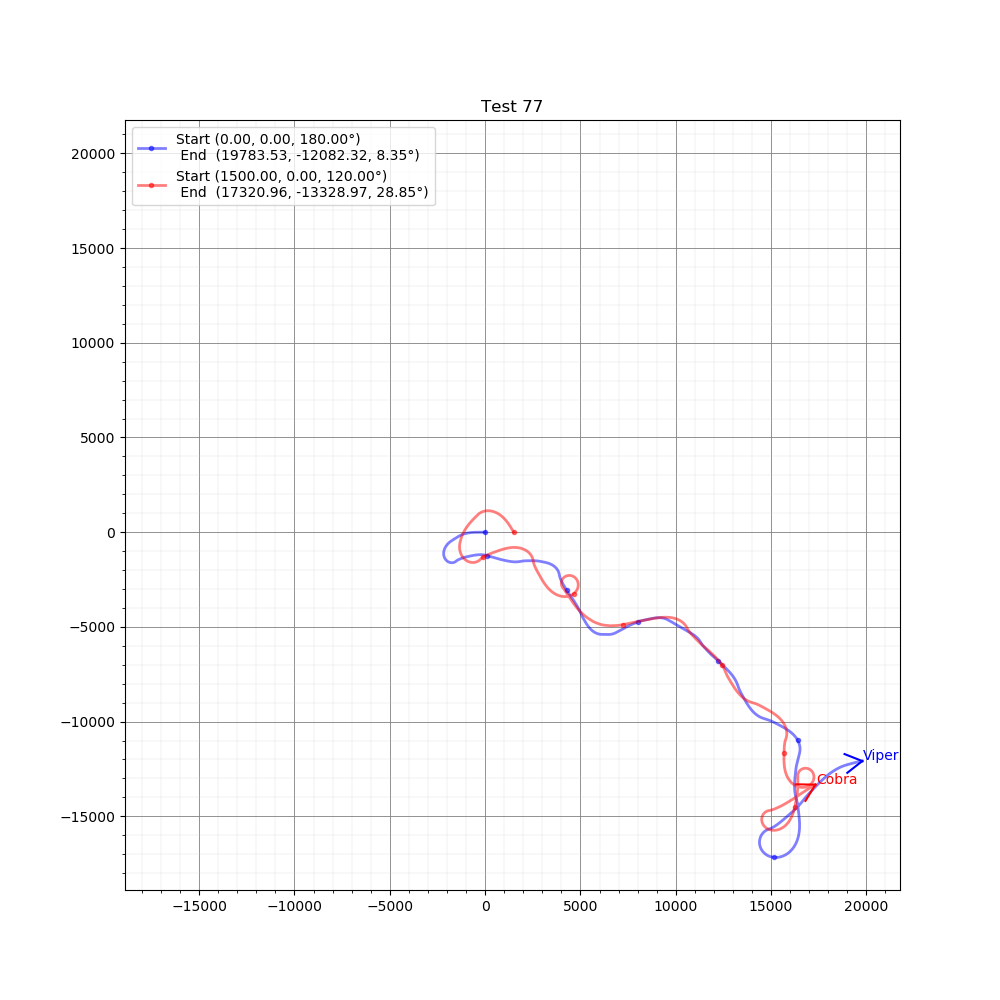 Test 77
Start (0.00, 0.00, 180.00°)
End  (19783.53, -12082.32, 8.35°)
Start (1500.00, 0.00, 120.00°)
End  (17320.96, -13328.97, 28.85°)
20000
15000
10000
5000
0
−5000
−10000
−15000
Viper
Cobra
−15000 −10000 −5000 0 5000 10000 15000 20000